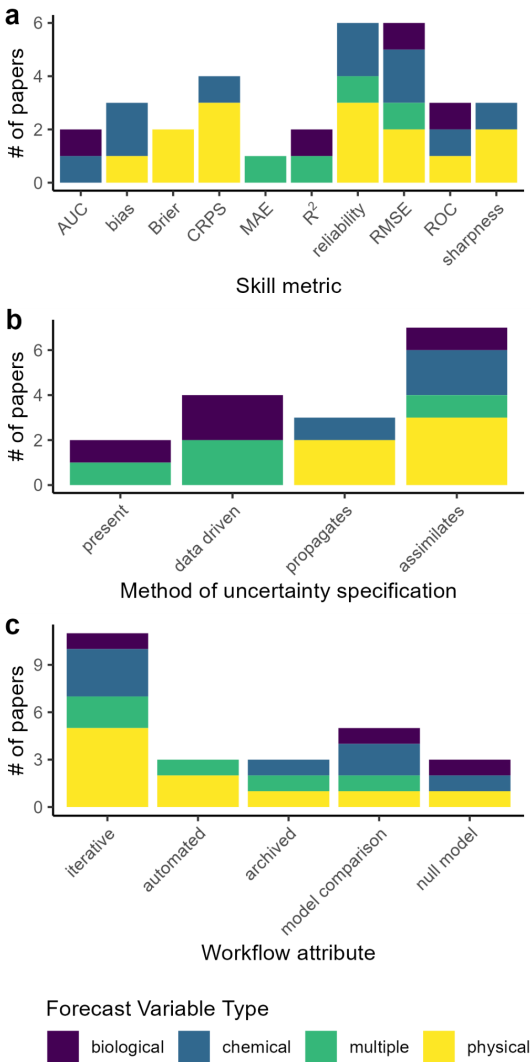 a
# of papers
6
4
2
0
AUC
bias
Brier
CRPS
MAE
R²
reliability
RMSE
ROC
sharpness
Skill metric
b
# of papers
6
4
2
0
present
data driven
propagates
assimilates
Method of uncertainty specification
c
# of papers
9
6
3
0
iterative
automated
archived
model comparison
null model
Workflow attribute
Forecast Variable Type
biological chemical multiple physical